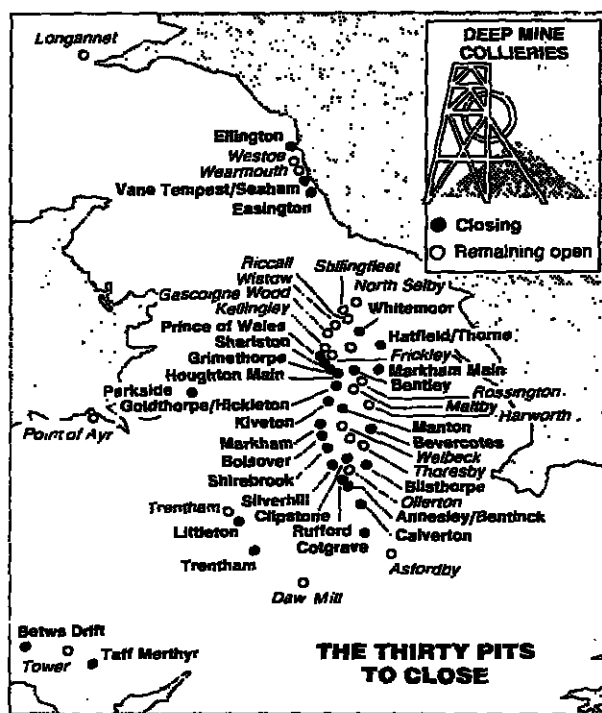 Longannet
DEEP MINE
COLLIERIES
Closing
Remaining open
Ellington
Westoe
Wearmouth
Vane Tempest/Seaham
Easington
Riccall
Wistow
Gascoigne Wood
Kellingley
Stillingfleet
North Selby
Whitemoor
Prince of Wales
Sharlston
Grimethorpe
Houghton Main
Hatfield/Thorne
Frickley
Markham Main
Bentley
Rossington
Maltby
Harworth
Parkside
Goldthorpe/Hickleton
Point of Ayr
Kiveton
Markham
Bolsover
Shirebrook
Manton
Bevercotes
Welbeck
Thoresby
Bilsthorpe
Ollerton
Silverhill
Clipstone
Rufford
Cotgrave
Annesley/Bentinck
Calverton
Trentham
Littleton
Trentham
Asfordby
Daw Mill
Betws Drift
Tower
Taff Merthyr
THE THIRTY PITS
TO CLOSE